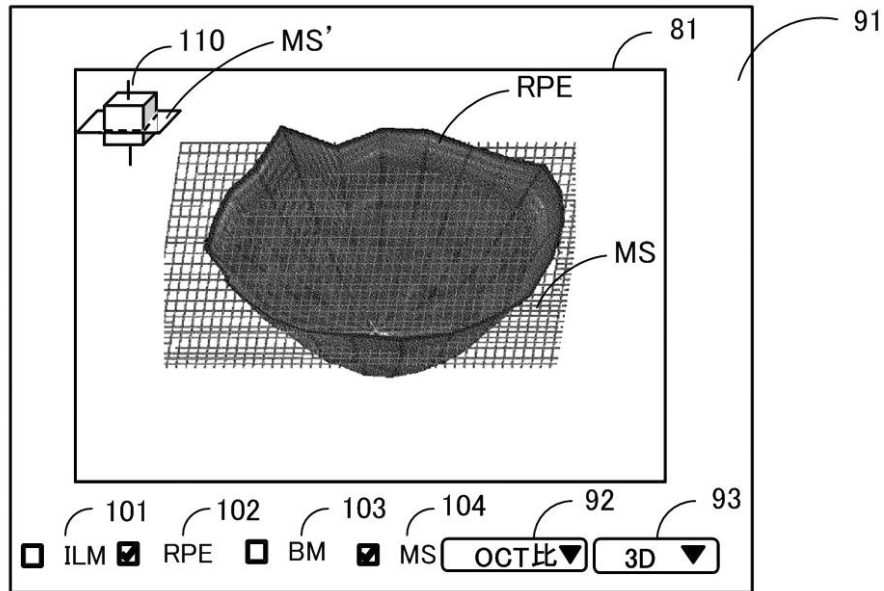 91
81
110
MS’
RPE
MS
101
102
103
104
92
93
ILM RPE BM MS OCT比▼ 3D ▼